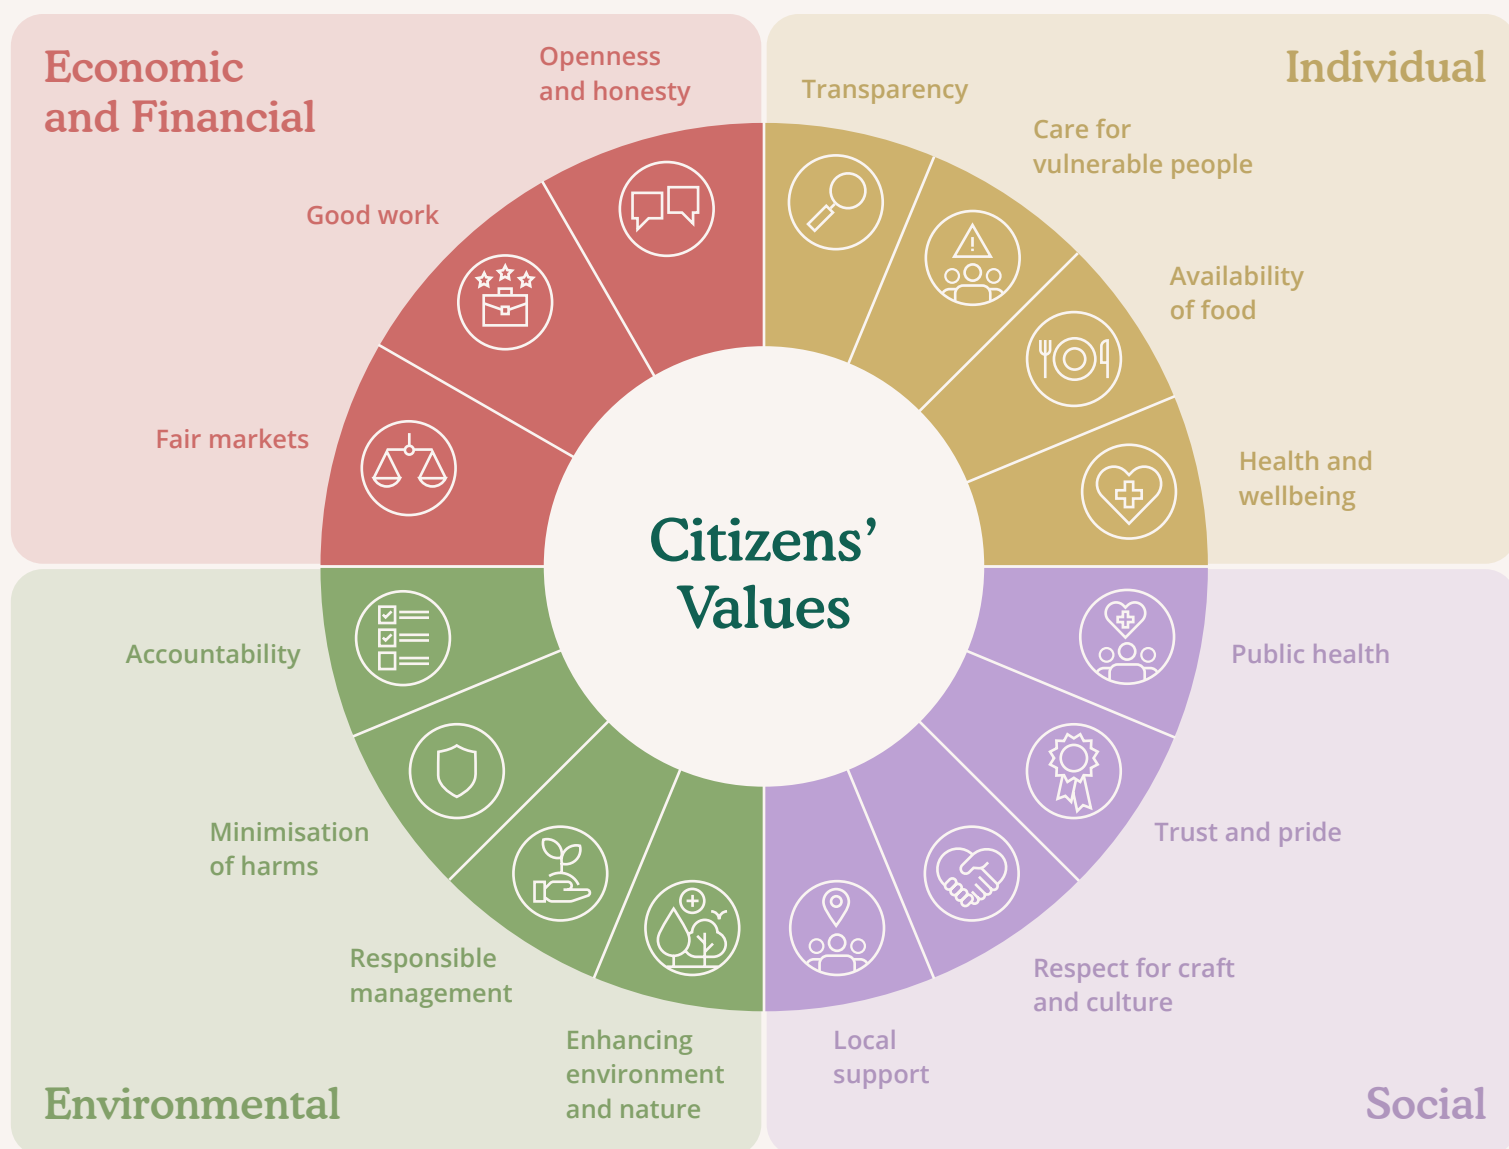 Economic
and Financial
Openness
and honesty
Good work
Fair markets
Individual
Transparency
Care for
vulnerable people
Availability
of food
Health and
wellbeing
Citizens’
Values
Accountability
Minimisation
of harms
Responsible
management
Enhancing
environment
and nature
Environmental
Public health
Trust and pride
Respect for craft
and culture
Local
support
Social